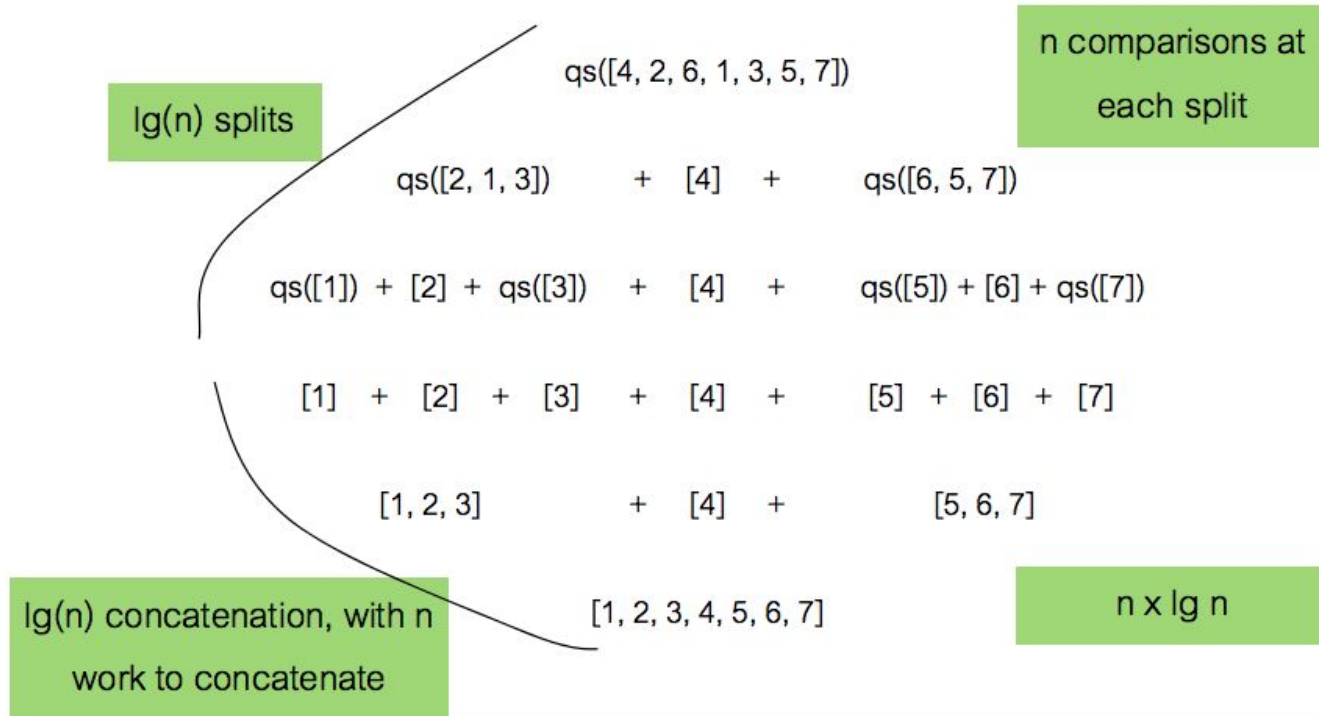 n comparisons at
each split
qs([4, 2, 6, 1, 3, 5, 7])
lg(n) splits
qs([2, 1, 3]) + [4] + qs([6, 5, 7])
qs([1]) + [2] + qs([3]) + [4] + qs([5]) + [6] + qs([7])
[1] + [2] + [3] + [4] + [5] + [6] + [7]
[1, 2, 3] + [4] + [5, 6, 7]
lg(n) concatenation, with n
work to concatenate
[1, 2, 3, 4, 5, 6, 7]
n x lg n